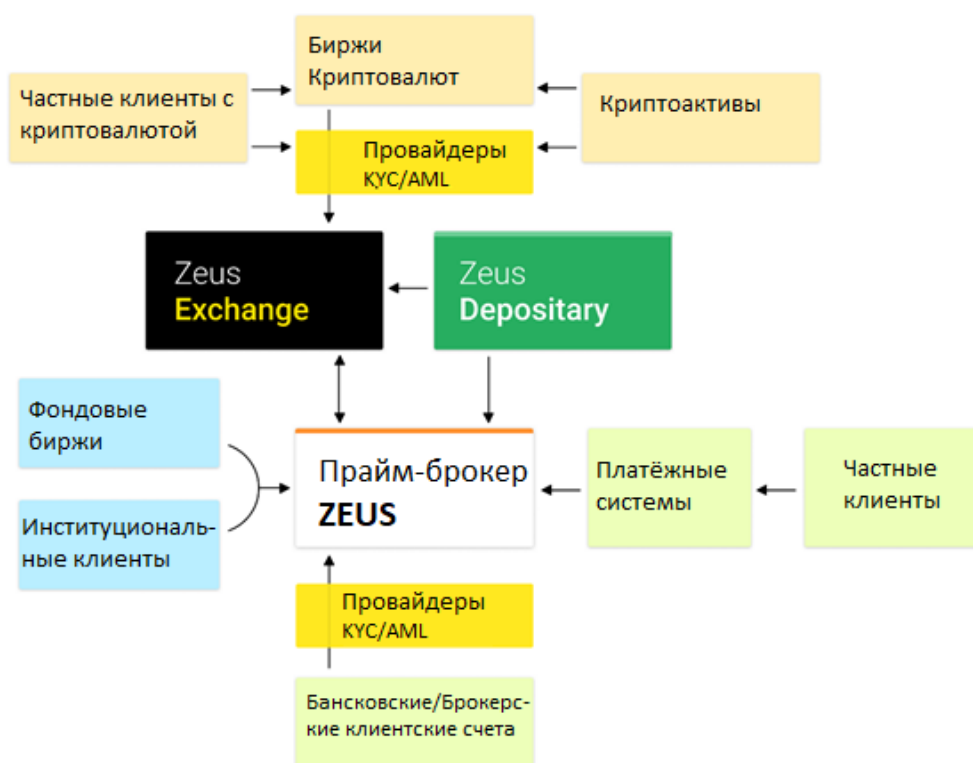 Биржи
Криптовалют
Частные клиенты с
криптовалютой
Криптоактивы
Провайдеры
KYC/AML
Zeus
Exchange
Zeus
Depositary
Фондовые
биржи
Прайм-брокер
ZEUS
Платёжные
системы
Частные
клиенты
Институциональ-
ные клиенты
Провайдеры
KYC/AML
Бансковские/Брокерс-
кие клиентские счета